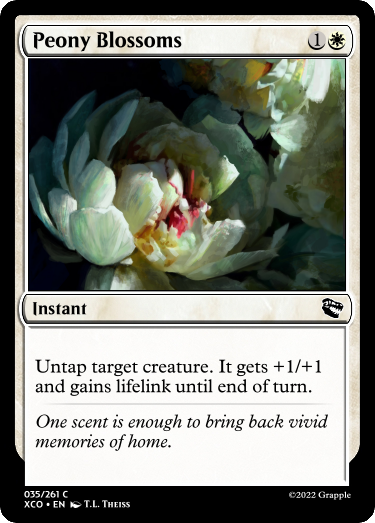 Peony Blossoms 1
Instant
Untap target creature. It gets +1/+1
and gains lifelink until end of turn.
One scent is enough to bring back vivid
memories of home.
035/261 C
XCO • EN T.L. Theiss
©2022 Grapple